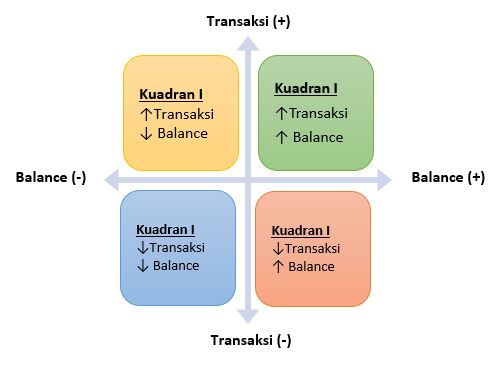 Transaksi (+)
Kuadran I
↑Transaksi
↓ Balance
Kuadran I
↑Transaksi
↑ Balance
Balance (-)
Balance (+)
Kuadran I
↓Transaksi
↓ Balance
Kuadran I
↓Transaksi
↑ Balance
Transaksi (-)